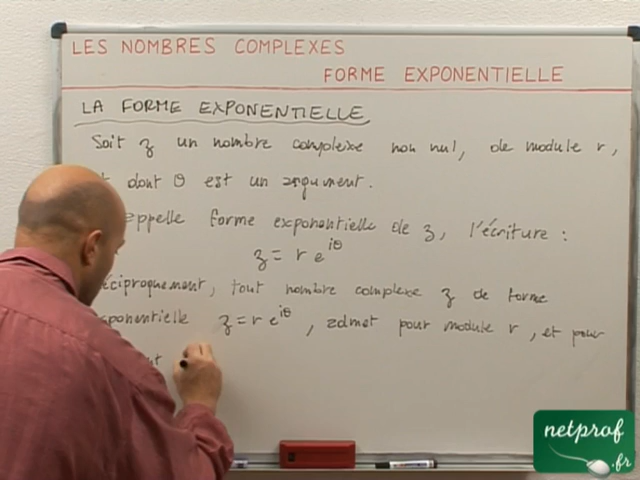 LES NOMBRES COMPLEXES
FORME EXPONENTIELLE
LA FORME EXPONENTIELLE
Soit z un nombre complexe non nul, de module r,
t dont θ est un argument.
appelle forme exponentielle de z, l'écriture :
z = r e^{iθ}
éciproquement, tout nombre complexe z de forme
xponentielle z = r e^{iθ}, admet pour module r, et pour
nt
netprof
.fr